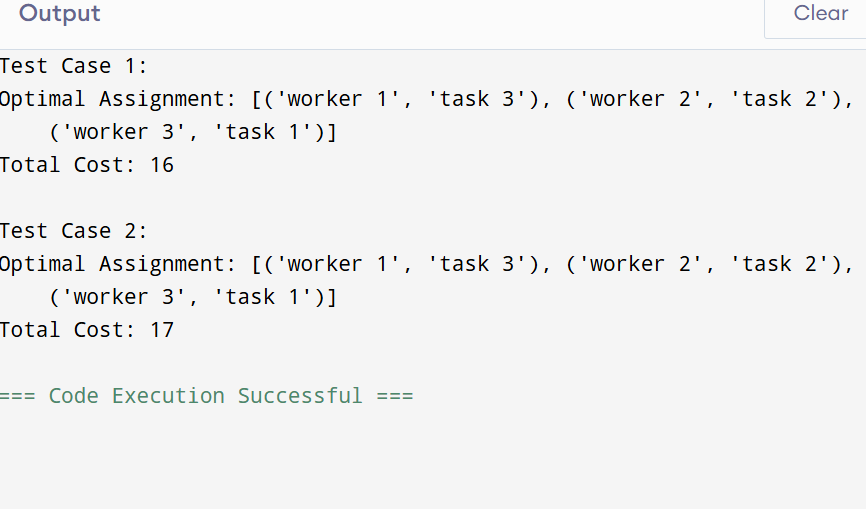 Output
Clear
Test Case 1:
Optimal Assignment: [('worker 1', 'task 3'), ('worker 2', 'task 2'),
('worker 3', 'task 1')]
Total Cost: 16
Test Case 2:
Optimal Assignment: [('worker 1', 'task 3'), ('worker 2', 'task 2'),
('worker 3', 'task 1')]
Total Cost: 17
=== Code Execution Successful ===